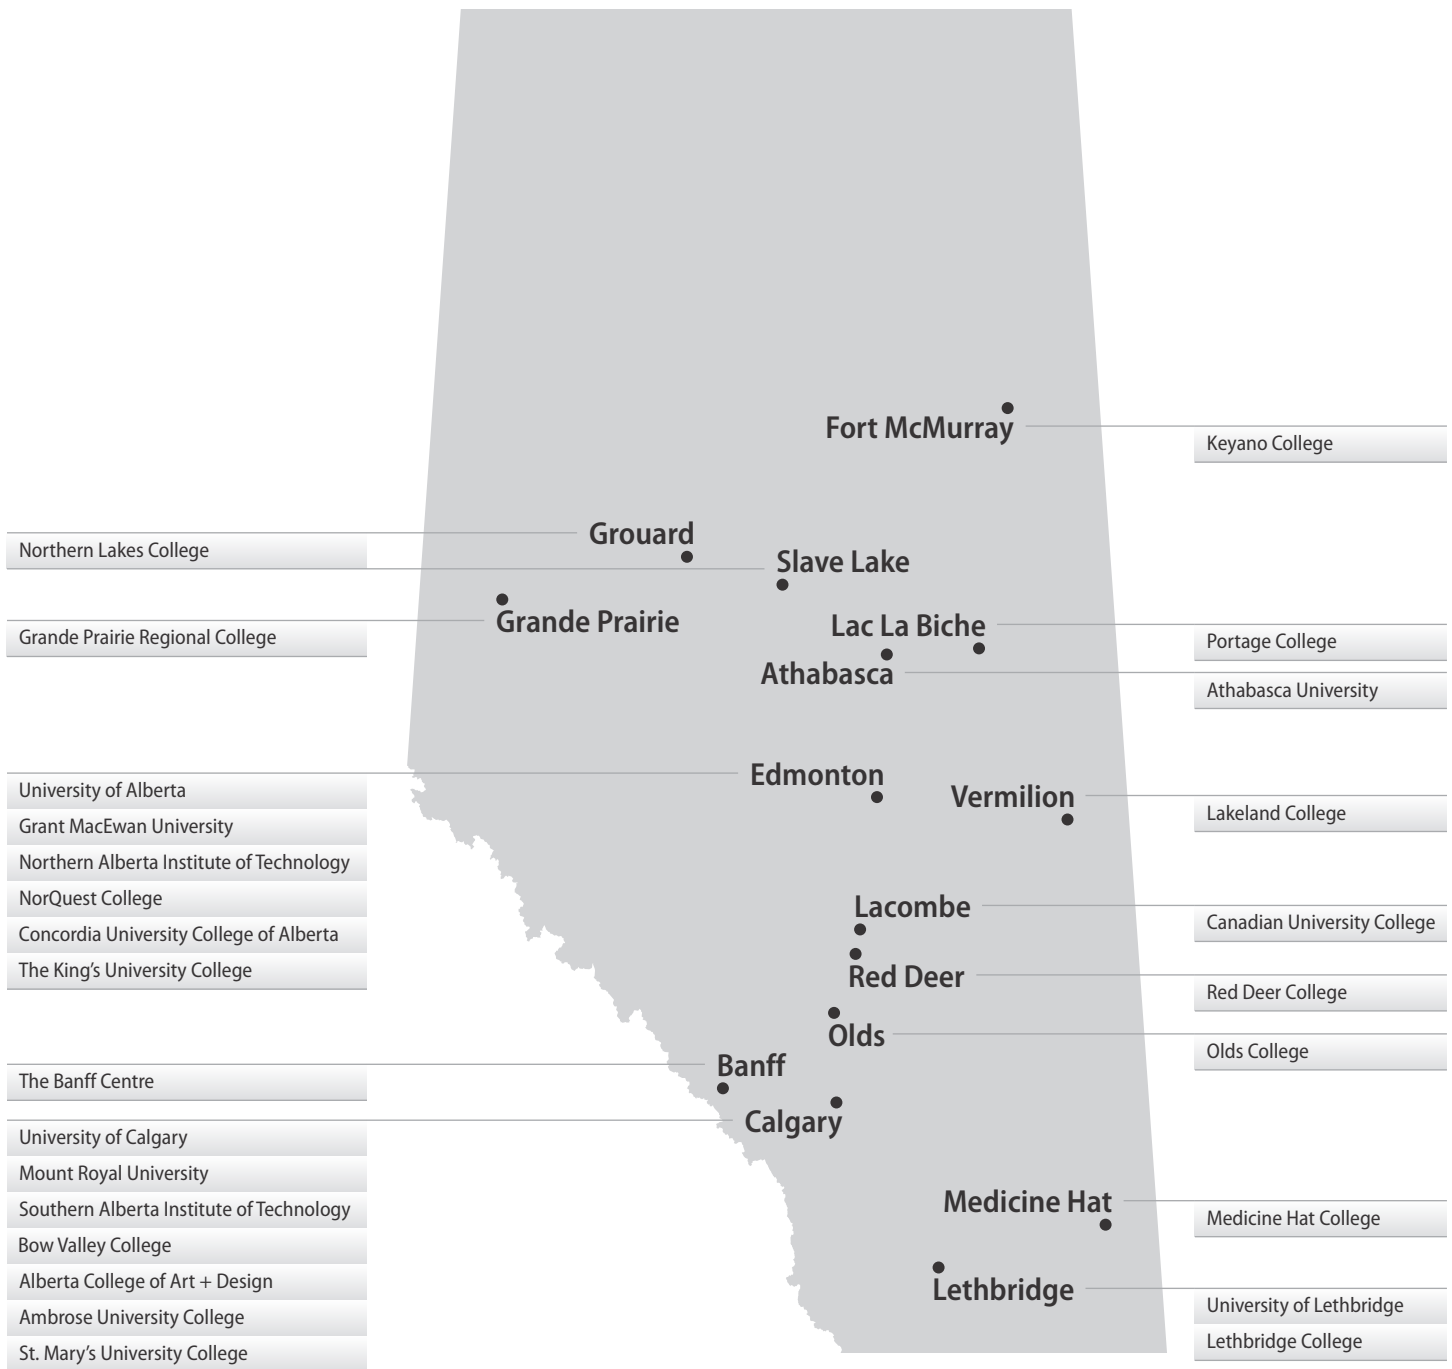 Fort McMurray
Keyano College
Grouard
Northern Lakes College
Slave Lake
Grande Prairie
Grande Prairie Regional College
Lac La Biche
Portage College
Athabasca
Athabasca University
Edmonton
University of Alberta
Grant MacEwan University
Northern Alberta Institute of Technology
NorQuest College
Concordia University College of Alberta
The King's University College
Vermilion
Lakeland College
Lacombe
Canadian University College
Red Deer
Red Deer College
Olds
Olds College
Banff
The Banff Centre
Calgary
University of Calgary
Mount Royal University
Southern Alberta Institute of Technology
Bow Valley College
Alberta College of Art + Design
Ambrose University College
St. Mary's University College
Medicine Hat
Medicine Hat College
Lethbridge
University of Lethbridge
Lethbridge College